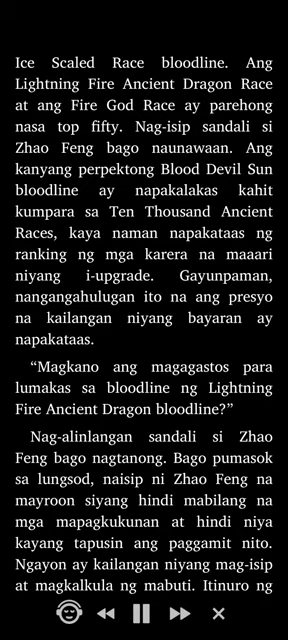 Ice Scaled Race bloodline. Ang
Lightning Fire Ancient Dragon Race
at ang Fire God Race ay parehong
nasa top fifty. Nag-isip sandali si
Zhao Feng bago naunawaan. Ang
kanyang perpektong Blood Devil Sun
bloodline ay napakalakas kahit
kumpara sa Ten Thousand Ancient
Races, kaya naman napakataas ng
ranking ng mga karera na maaari
niyang i-upgrade. Gayunpaman,
nangangahulugan ito na ang presyo
na kailangan niyang bayaran ay
napakataas.
“Magkano ang magagastos para
lumakas sa bloodline ng Lightning
Fire Ancient Dragon bloodline?”
Nag-alinlangan sandali si Zhao
Feng bago nagtanong. Bago pumasok
sa lungsod, naisip ni Zhao Feng na
mayroon siyang hindi mabilang na
mga mapagkukunan at hindi niya
kayang tapusin ang paggamit nito.
Ngayon ay kailangan niyang mag-isip
at magkalkula ng mabuti. Itinuro ng